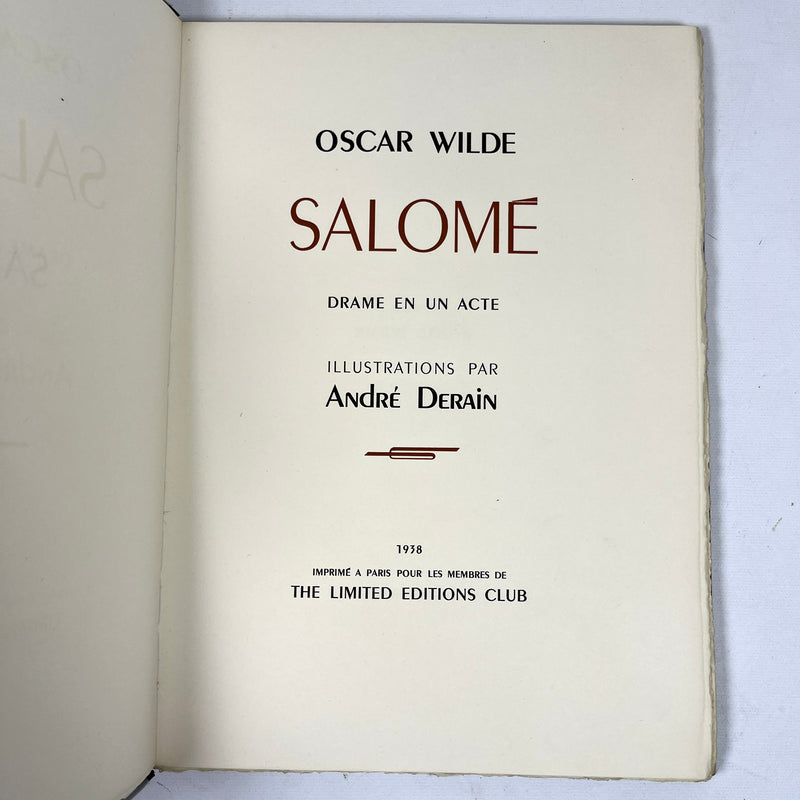 OSCAR WILDE
SALOMÉ
DRAME EN UN ACTE
ILLUSTRATIONS PAR
André Derain
1938
IMPRIMÉ A PARIS POUR LES MEMBRES DE
THE LIMITED EDITIONS CLUB